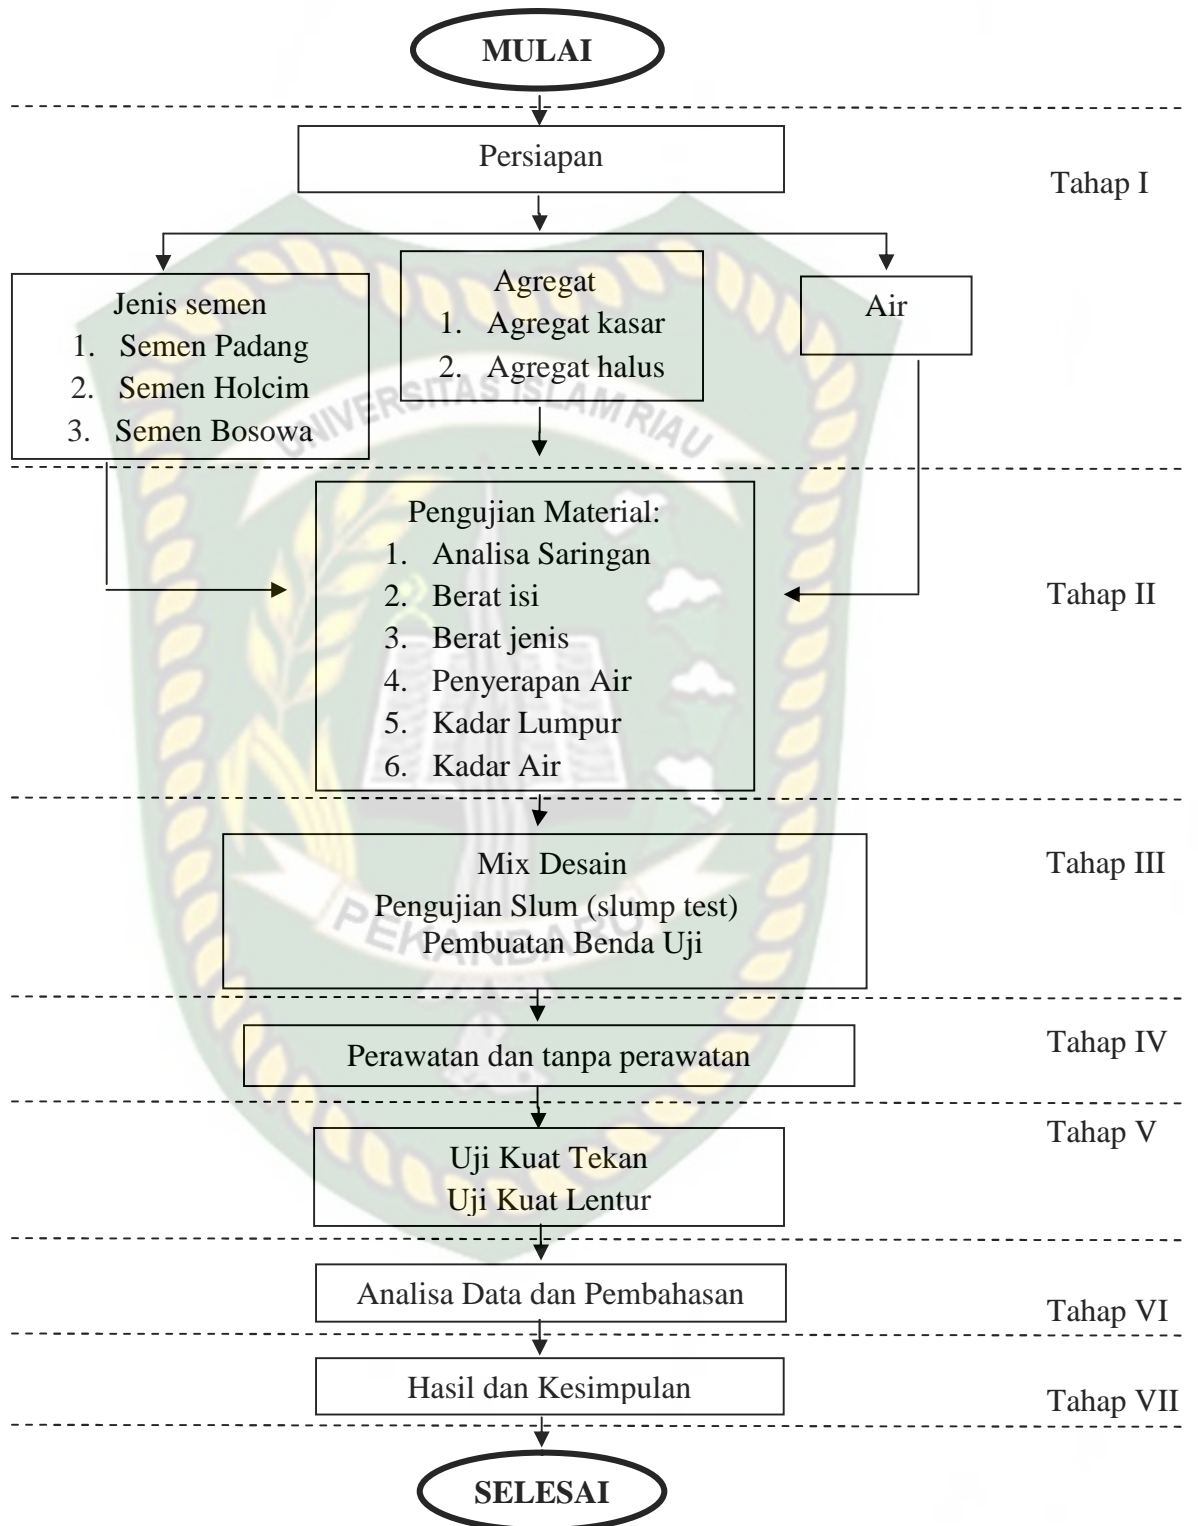 MULAI
Persiapan
Tahap I
Jenis semen
1. Semen Padang
2. Semen Holcim
3. Semen Bosowa
Agregat
1. Agregat kasar
2. Agregat halus
Air
UNIVERSITAS ISLAM RIAU
Pengujian Material:
1. Analisa Saringan
2. Berat isi
3. Berat jenis
4. Penyerapan Air
5. Kadar Lumpur
6. Kadar Air
Tahap II
Mix Desain
Pengujian Slum (slump test)
Pembuatan Benda Uji
Tahap III
PEKANBARU
Perawatan dan tanpa perawatan
Tahap IV
Uji Kuat Tekan
Uji Kuat Lentur
Tahap V
Analisa Data dan Pembahasan
Tahap VI
Hasil dan Kesimpulan
Tahap VII
SELESAI